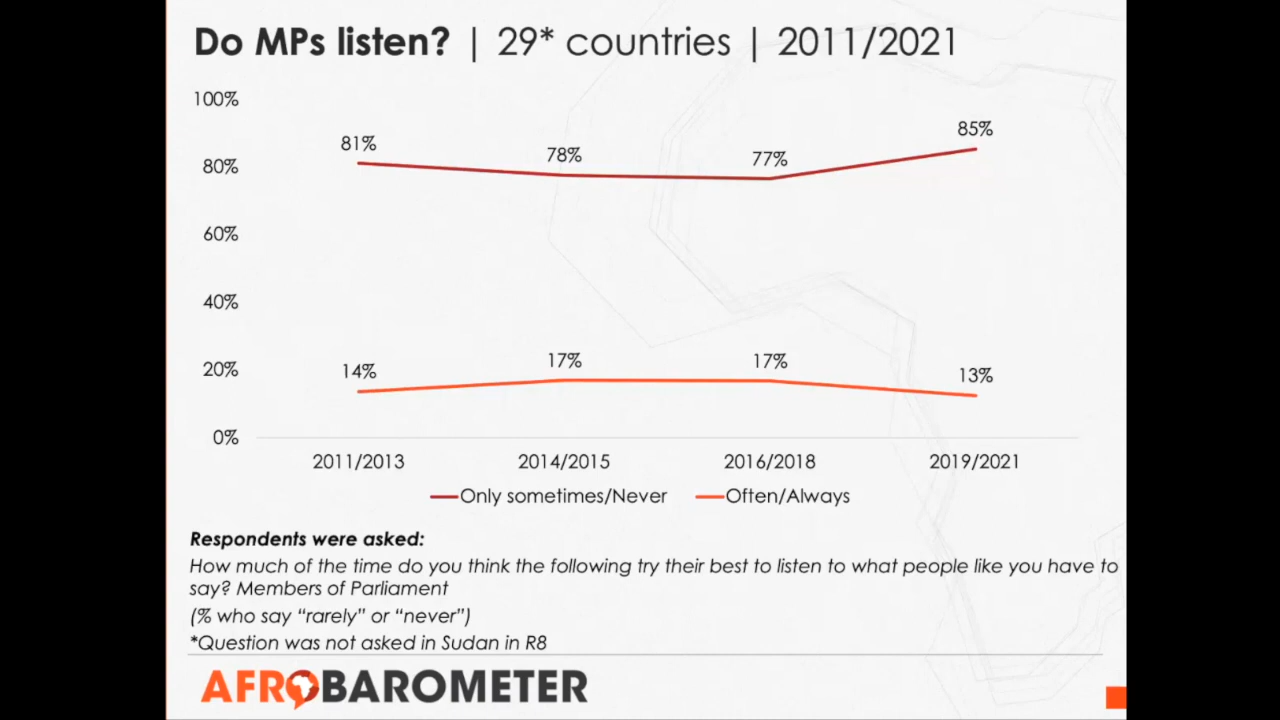 Do MPs listen? | 29* countries | 2011/2021
100%
80%
60%
40%
20%
0%
81%
78%
77%
85%
14%
17%
17%
13%
2011/2013
2014/2015
2016/2018
2019/2021
Only sometimes/Never
Often/Always
Respondents were asked:
How much of the time do you think the following try their best to listen to what people like you have to
say? Members of Parliament
(% who say “rarely” or “never”)
*Question was not asked in Sudan in R8
AFROBAROMETER